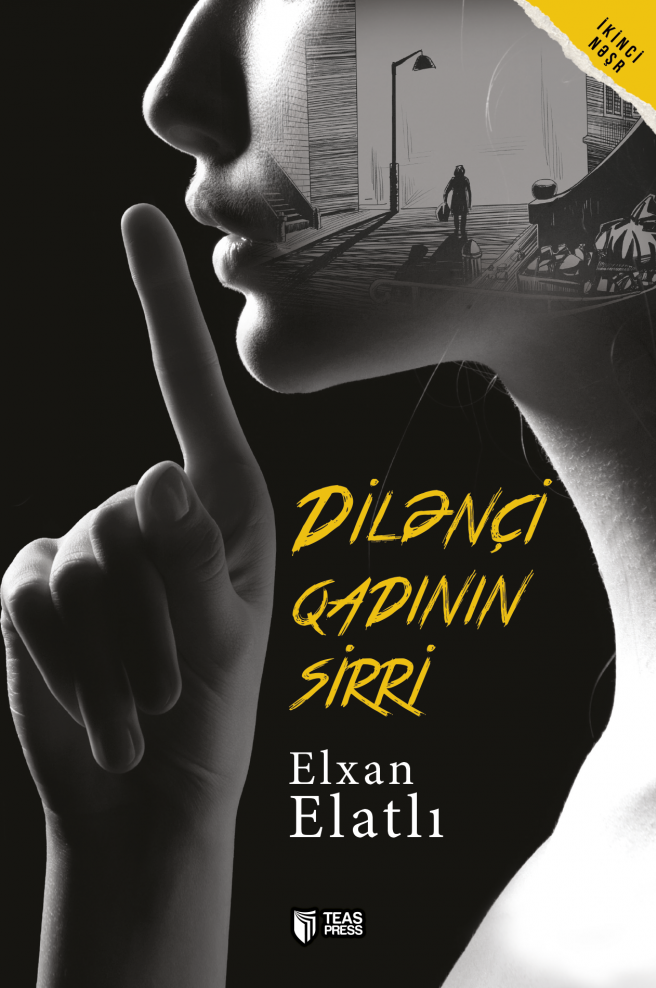 İKİNCİ
NƏŞR
DİLƏNÇİ
QADININ
SİRRİ
Elxan
Elatlı
TEAS
PRESS